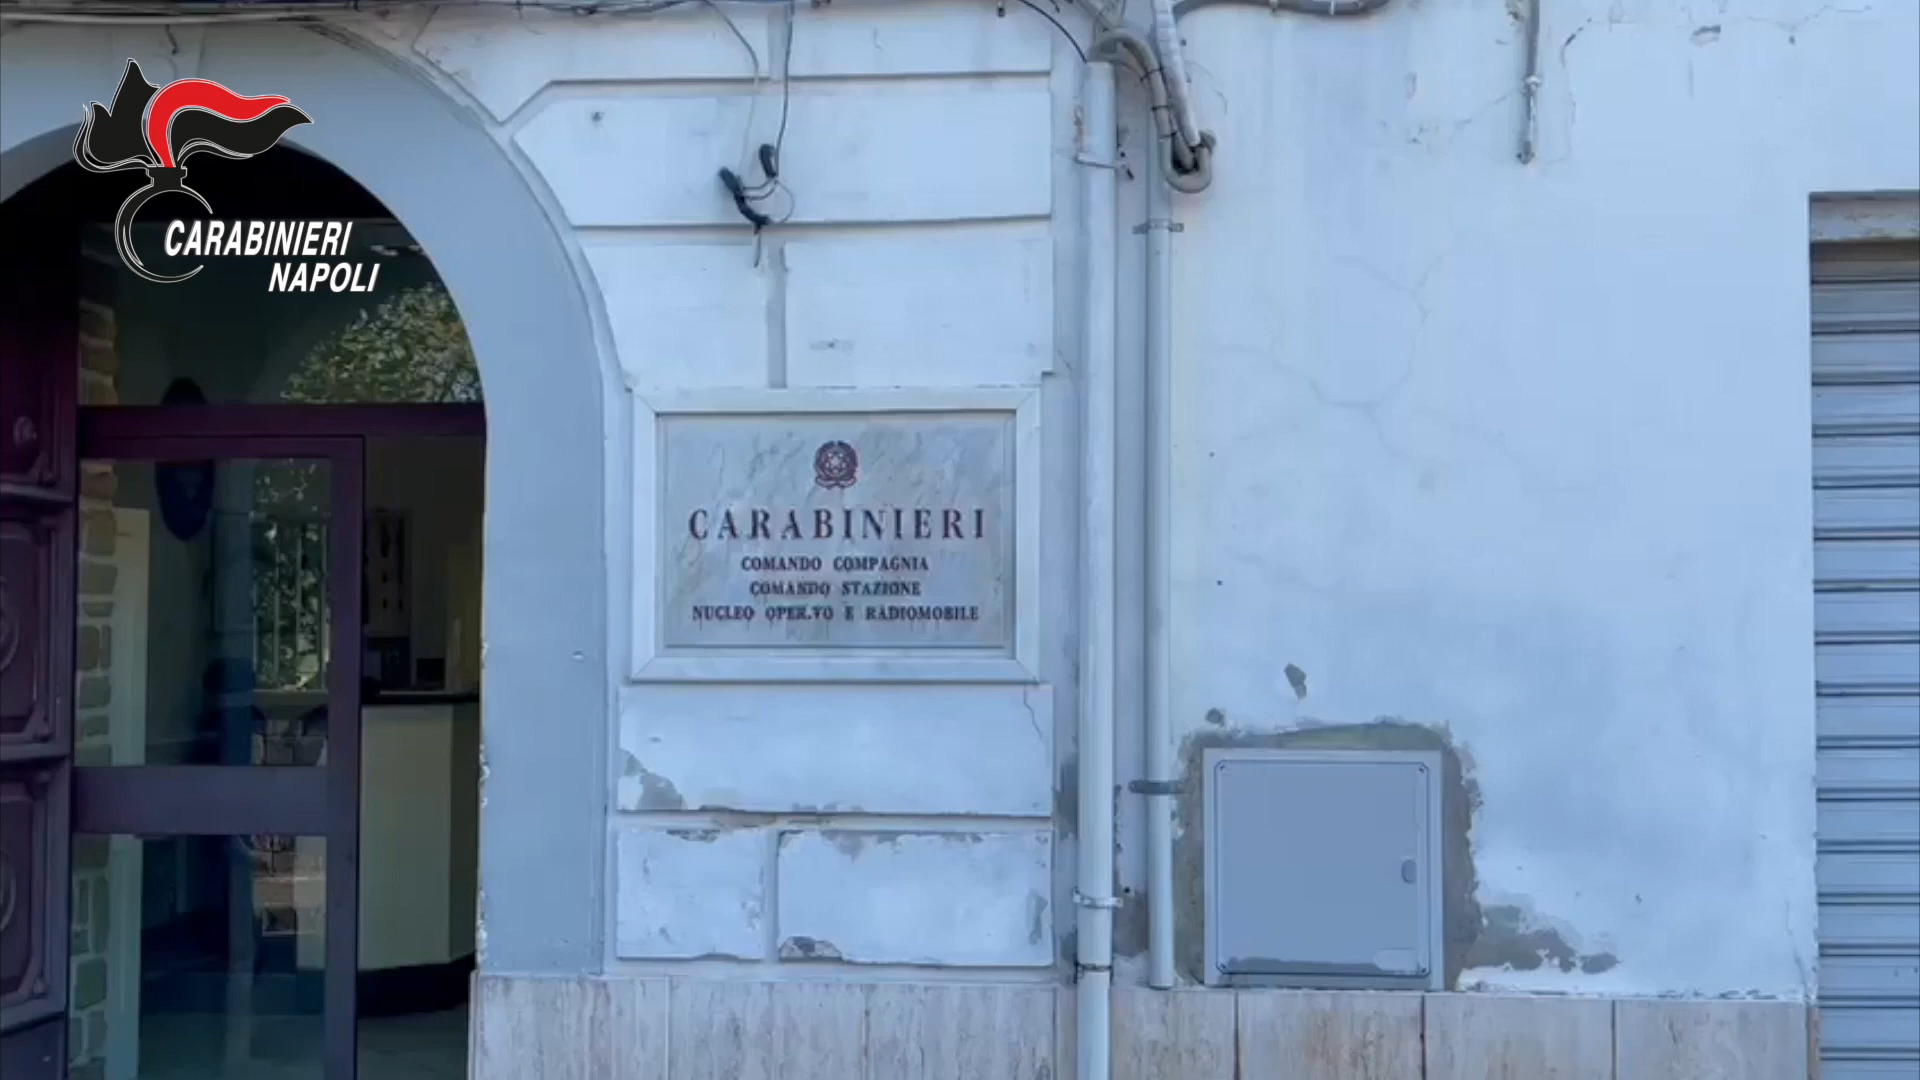 CARABINIERI
NAPOLI
CARABINIERI
COMANDO COMPAGNIA
COMANDO STAZIONE
NUCLEO OPER.VO E RADIOMOBILE